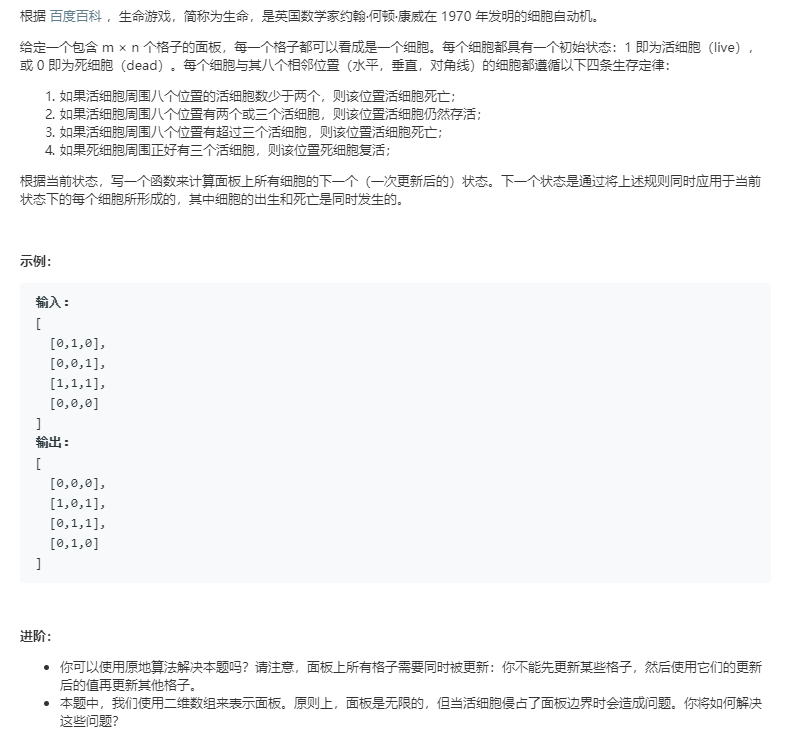 根据 百度百科 ，生命游戏，简称为生命，是英国数学家约翰·何顿·康威在 1970 年发明的细胞自动机。
给定一个包含 m × n 个格子的面板，每一个格子都可以看成是一个细胞。每个细胞都具有一个初始状态：1 即为活细胞（live），
或 0 即为死细胞（dead）。每个细胞与其八个相邻位置（水平，垂直，对角线）的细胞都遵循以下四条生存定律：
1. 如果活细胞周围八个位置的活细胞数少于两个，则该位置活细胞死亡；
2. 如果活细胞周围八个位置有两个或三个活细胞，则该位置活细胞仍然存活；
3. 如果活细胞周围八个位置有超过三个活细胞，则该位置活细胞死亡；
4. 如果死细胞周围正好有三个活细胞，则该位置死细胞复活；
根据当前状态，写一个函数来计算面板上所有细胞的下一个（一次更新后的）状态。下一个状态是通过将上述规则同时应用于当前
状态下的每个细胞所形成的，其中细胞的出生和死亡是同时发生的。
示例：
输入：
[
[0,1,0],
[0,0,1],
[1,1,1],
[0,0,0]
]
输出：
[
[0,0,0],
[1,0,1],
[0,1,1],
[0,1,0]
]
进阶：
• 你可以使用原地算法解决本题吗？请注意，面板上所有格子需要同时被更新：你不能先更新某些格子，然后使用它们的更新
后的值再更新其他格子。
• 本题中，我们使用二维数组来表示面板。原则上，面板是无限的，但当活细胞侵占了面板边界时会造成问题。你将如何解决
这些问题？